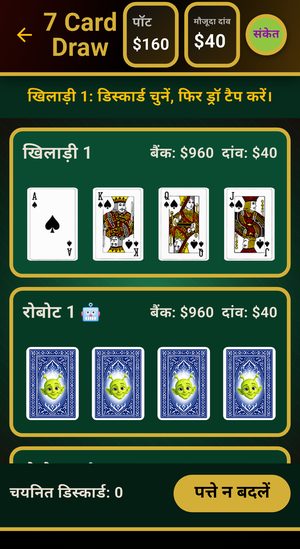 7 Card
Draw
पॉट
$160
मौजूदा दांव
$40
संकेत
खिलाड़ी 1: डिस्कार्ड चुनें, फिर ड्रॉ टैप करें।
खिलाड़ी 1 बैंक: $960 दांव: $40
A K Q J
A K Q J
रोबोट 1 बैंक: $960 दांव: $40
चयनित डिस्कार्ड: 0
पत्ते न बदलें